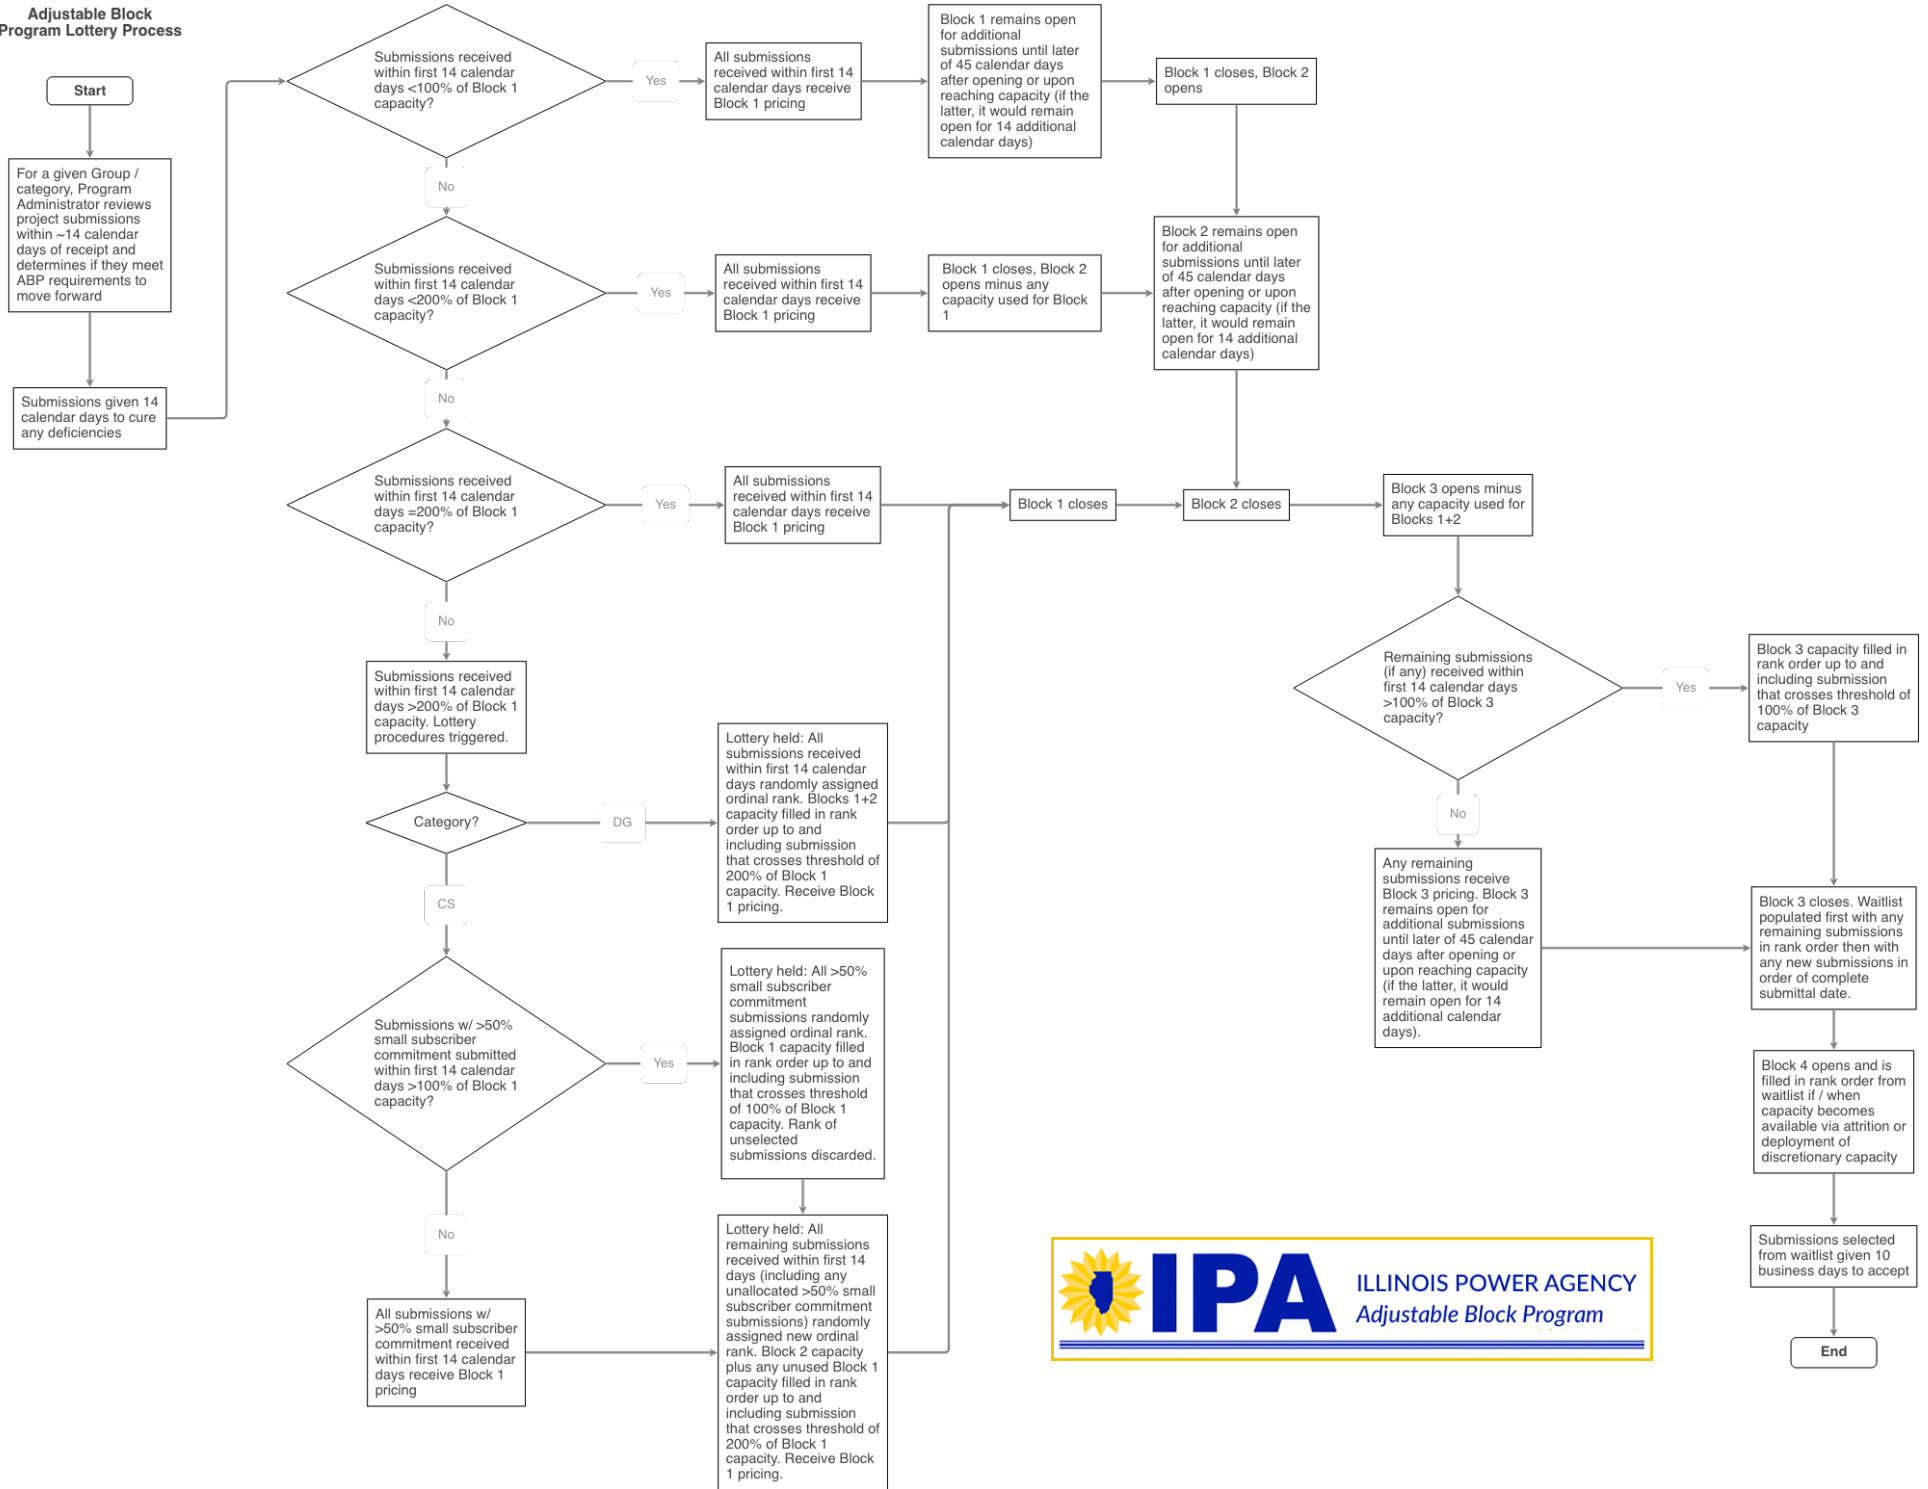 Adjustable Block
Program Lottery Process
Start
For a given Group /
category, Program
Administrator reviews
project submissions
within ~14 calendar
days of receipt and
determines if they meet
ABP requirements to
move forward
Submissions given 14
calendar days to cure
any deficiencies
Submissions received
within first 14 calendar
days <100% of Block 1
capacity?
Yes
All submissions
received within first 14
calendar days receive
Block 1 pricing
Block 1 remains open
for additional
submissions until later
of 45 calendar days
after opening or upon
reaching capacity (if the
latter, it would remain
open for 14 additional
calendar days)
Block 1 closes, Block 2
opens
No
Submissions received
within first 14 calendar
days <200% of Block 1
capacity?
Yes
All submissions
received within first 14
calendar days receive
Block 1 pricing
Block 1 closes, Block 2
opens minus any
capacity used for Block
1
Block 2 remains open
for additional
submissions until later
of 45 calendar days
after opening or upon
reaching capacity (if the
latter, it would remain
open for 14 additional
calendar days)
No
Submissions received
within first 14 calendar
days =200% of Block 1
capacity?
Yes
All submissions
received within first 14
calendar days receive
Block 1 pricing
Block 1 closes
Block 2 closes
Block 3 opens minus
any capacity used for
Blocks 1+2
No
Submissions received
within first 14 calendar
days >200% of Block 1
capacity. Lottery
procedures triggered.
Category?
DG
Lottery held: All
submissions received
within first 14 calendar
days randomly assigned
ordinal rank. Blocks 1+2
capacity filled in rank
order up to and
including submission
that crosses threshold of
200% of Block 1
capacity. Receive Block
1 pricing.
CS
Submissions w/ >50%
small subscriber
commitment submitted
within first 14 calendar
days >100% of Block 1
capacity?
Yes
Lottery held: All >50%
small subscriber
commitment
submissions randomly
assigned ordinal rank.
Block 1 capacity filled
in rank order up to and
including submission
that crosses threshold
of 100% of Block 1
capacity. Rank of
unselected
submissions discarded.
No
All submissions w/
>50% small subscriber
commitment received
within first 14 calendar
days receive Block 1
pricing
Lottery held: All
remaining submissions
received within first 14
days (including any
unallocated >50% small
subscriber commitment
submissions) randomly
assigned new ordinal
rank. Block 2 capacity
plus any unused Block 1
capacity filled in rank
order up to and
including submission
that crosses threshold of
200% of Block 1
capacity. Receive Block
1 pricing.
Remaining submissions
(if any) received within
first 14 calendar days
>100% of Block 3
capacity?
Yes
Block 3 capacity filled in
rank order up to and
including submission
that crosses threshold of
100% of Block 3
capacity
No
Any remaining
submissions receive
Block 3 pricing. Block 3
remains open for
additional submissions
until later of 45 calendar
days after opening or
upon reaching capacity
(if the latter, it would
remain open for 14
additional calendar
days).
Block 3 closes. Waitlist
populated first with any
remaining submissions
in rank order then with
any new submissions in
order of complete
submittal date.
Block 4 opens and is
filled in rank order from
waitlist if / when
capacity becomes
available via attrition or
deployment of
discretionary capacity
Submissions selected
from waitlist given 10
business days to accept
End
IPA
ILLINOIS POWER AGENCY
Adjustable Block Program